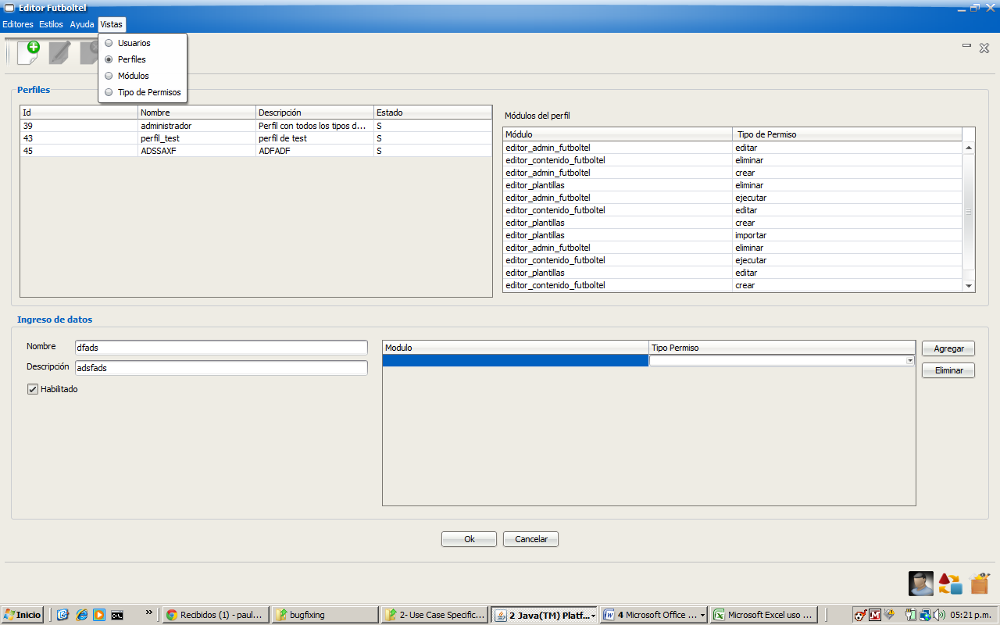 Editor Futboltel
Editores Estilos Ayuda Vistas
Usuarios
Perfiles
Módulos
Tipo de Permisos
Perfiles
Id Nombre Descripción Estado
39 administrador Perfil con todos los tipos d... S
43 perfil_test perfil de test S
45 ADSSAXF ADFADF S
Módulos del perfil
Módulo Tipo de Permiso
editor_admin_futboltel editar
editor_contenido_futboltel eliminar
editor_admin_futboltel crear
editor_plantillas eliminar
editor_admin_futboltel ejecutar
editor_contenido_futboltel editar
editor_plantillas crear
editor_plantillas importar
editor_admin_futboltel eliminar
editor_contenido_futboltel ejecutar
editor_plantillas editar
editor_contenido_futboltel crear
Ingreso de datos
Nombre dfads
Descripción adsfads
Habilitado
Modulo Tipo Permiso
Agregar
Eliminar
Ok Cancelar
Inicio » Recibidos (1) - paul... bugfixing 2- Use Case Specific... 2 Java(TM) Platf... 4 Microsoft Office ... Microsoft Excel uso ... 05:21 p.m.